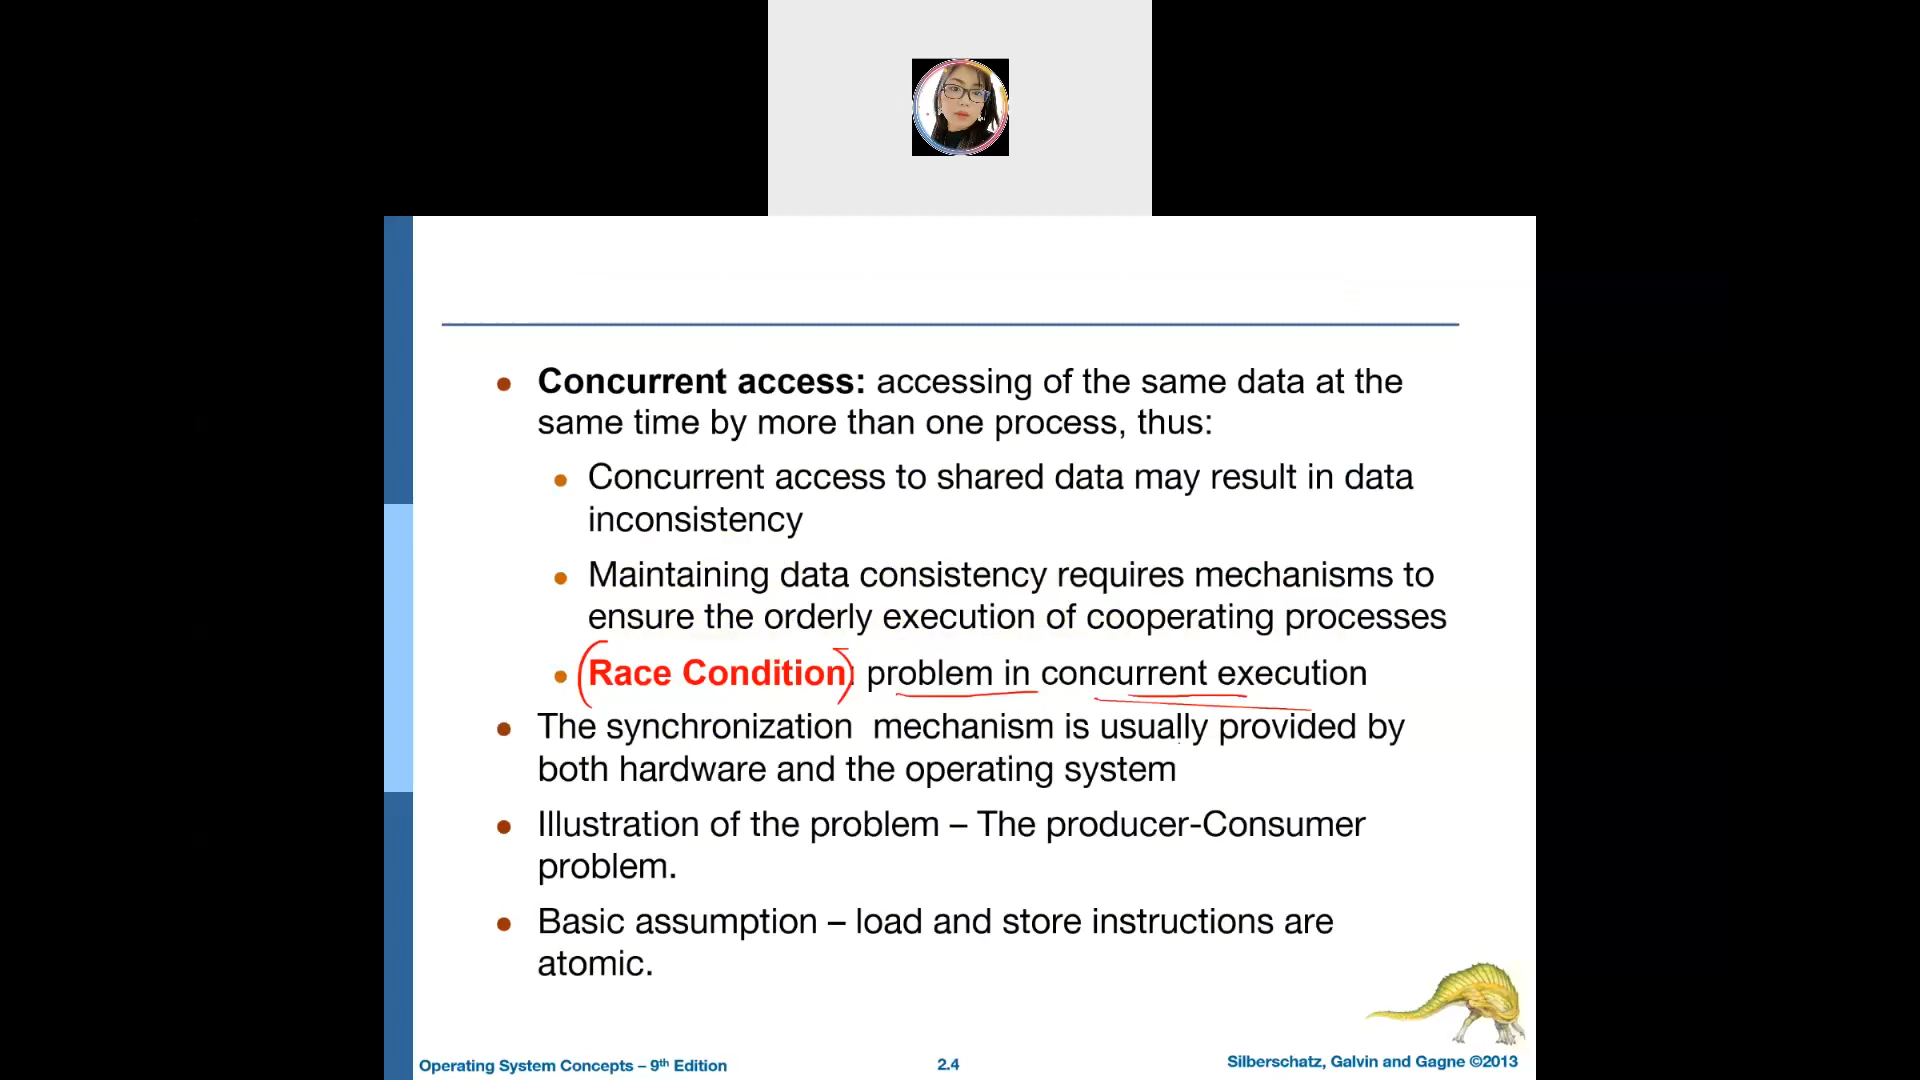 Concurrent access: accessing of the same data at the
same time by more than one process, thus:
Concurrent access to shared data may result in data
inconsistency
Maintaining data consistency requires mechanisms to
ensure the orderly execution of cooperating processes
Race Condition: problem in concurrent execution
The synchronization mechanism is usually provided by
both hardware and the operating system
Illustration of the problem – The producer-Consumer
problem.
Basic assumption – load and store instructions are
atomic.
Operating System Concepts – 9th Edition
2.4
Silberschatz, Galvin and Gagne ©2013